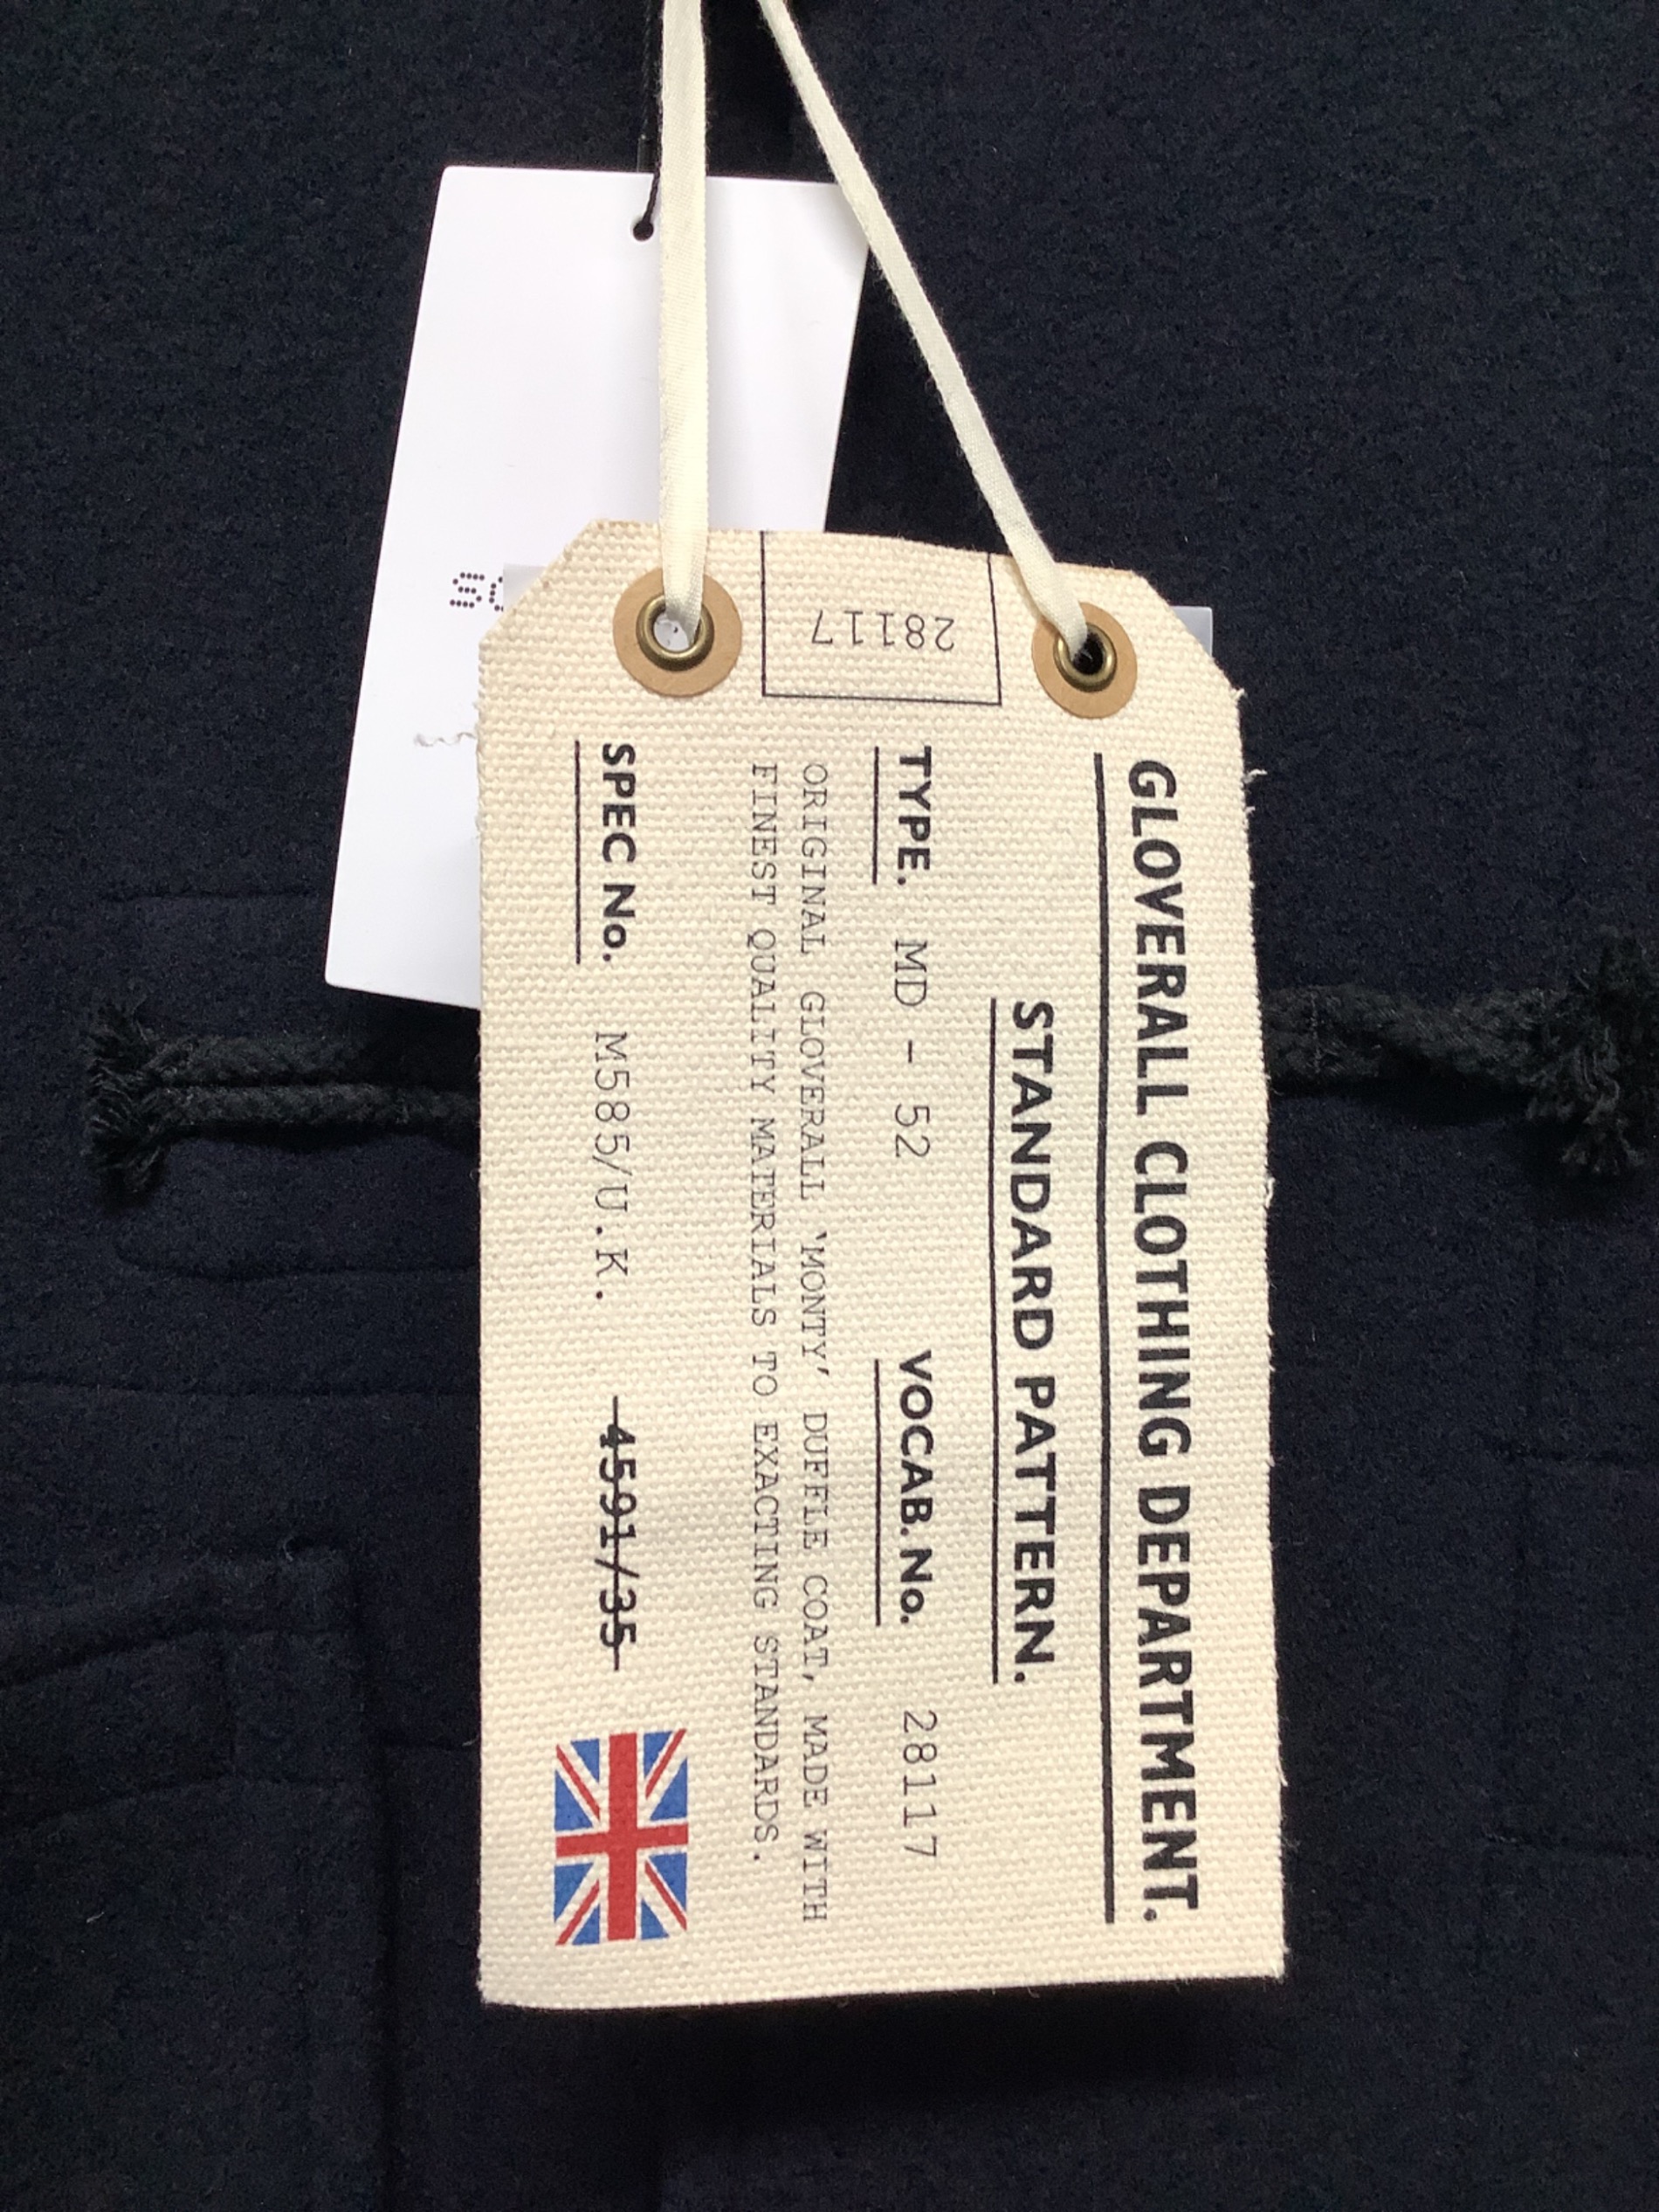 28117
GLOVERALL CLOTHING DEPARTMENT.
STANDARD PATTERN.
TYPE. MD - 52 VOCAB. No. 28117
ORIGINAL GLOVERALL 'MONTY' DUFFLE COAT, MADE WITH
FINEST QUALITY MATERIALS TO EXACTING STANDARDS.
SPEC No. M585/U.K. 4591/35